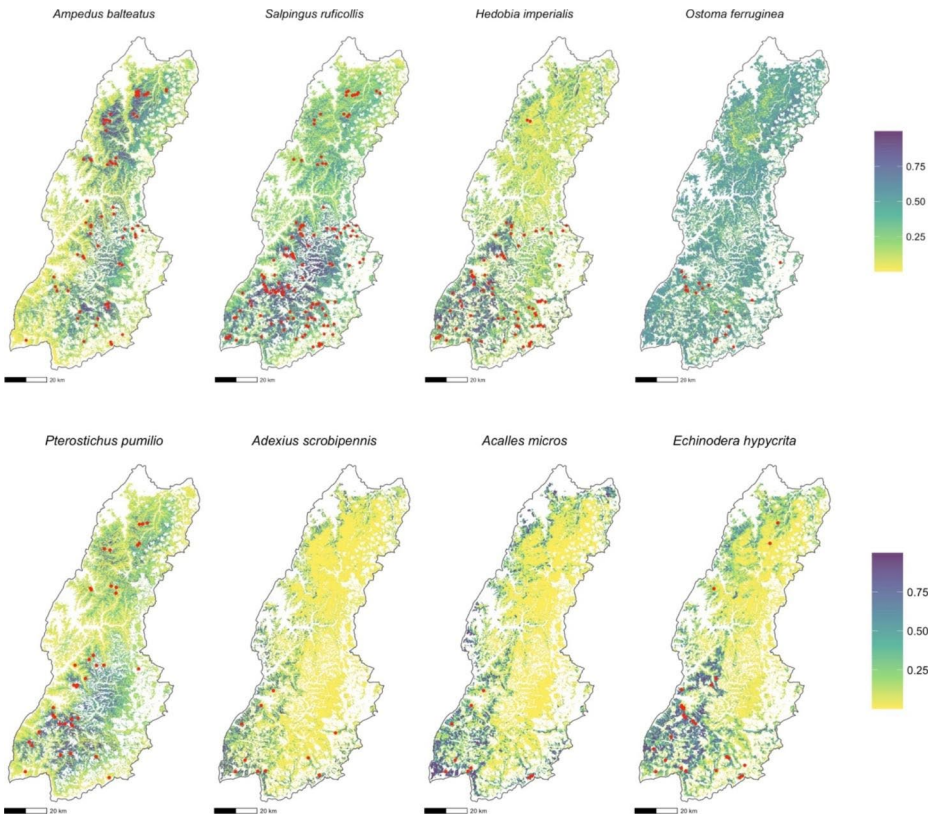 Ampedus balteatus
Salpingus ruficollis
Hedobia imperialis
Ostoma ferruginea
0.75
0.50
0.25
20 km
20 km
20 km
20 km
Pterostichus pumilio
Adexius scrobipennis
Acalles micros
Echinodera hypycrita
0.75
0.50
0.25
20 km
20 km
20 km
20 km